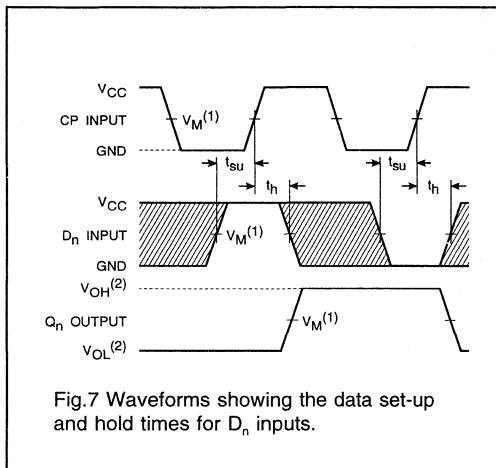 VCC
CP INPUT
VM(1)
GND
tsu
th
tsu
th
VCC
Dn INPUT
VM(1)
GND
VOH(2)
Qn OUTPUT
VM(1)
VOL(2)
Fig.7 Waveforms showing the data set-up
and hold times for Dn inputs.